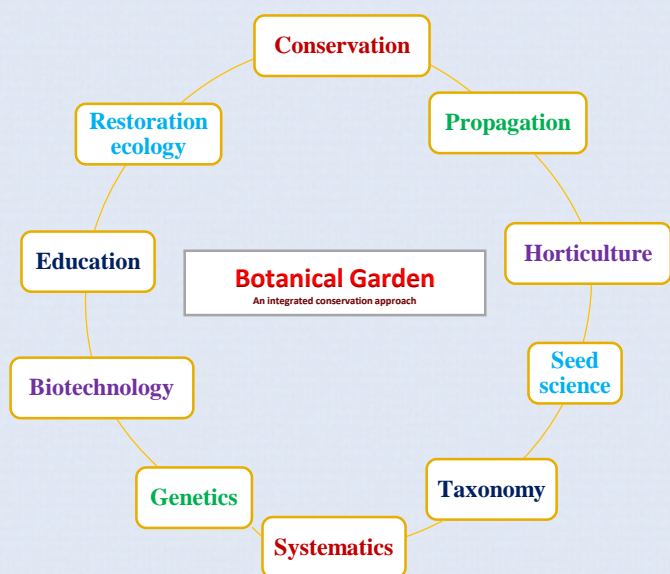 Conservation
Propagation
Horticulture
Seed
science
Taxonomy
Systematics
Genetics
Biotechnology
Education
Restoration
ecology
Botanical Garden
An integrated conservation approach